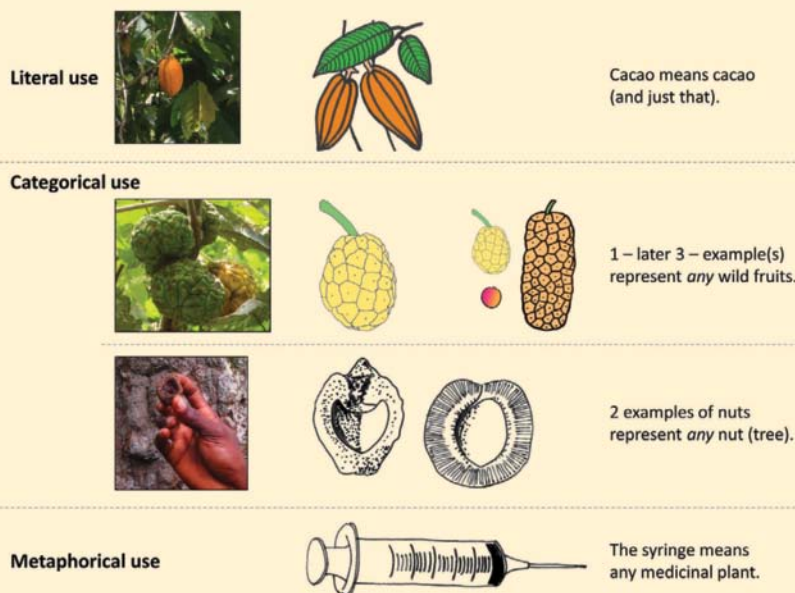 Literal use
Cacao means cacao
(and just that).
Categorical use
1 – later 3 – example(s)
represent any wild fruits.
2 examples of nuts
represent any nut (tree).
Metaphorical use
The syringe means
any medicinal plant.